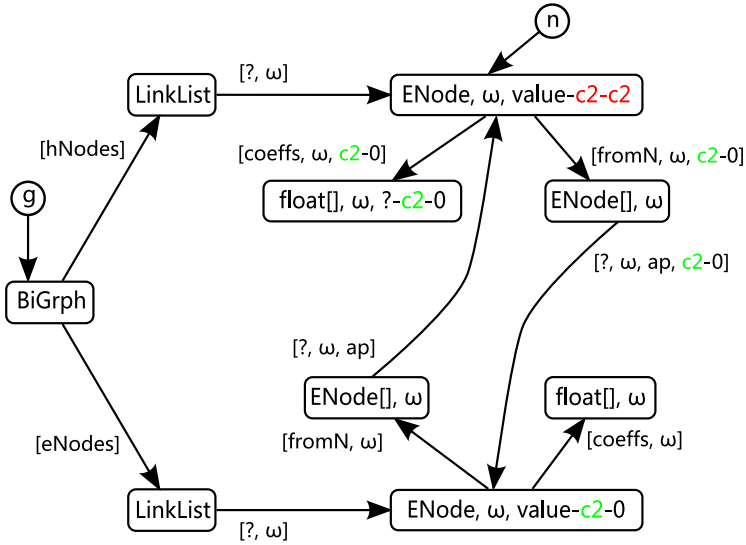 n
[?, ω]
LinkList
ENode, ω, value-c2-c2
[hNodes]
[coeffs, ω, c2-0]
[fromN, ω, c2-0]
g
float[], ω, ?-c2-0
ENode[], ω
[?, ω, ap, c2-0]
BiGrph
[?, ω, ap]
ENode[], ω
float[], ω
[eNodes]
[fromN, ω]
[coeffs, ω]
LinkList
ENode, ω, value-c2-0
[?, ω]